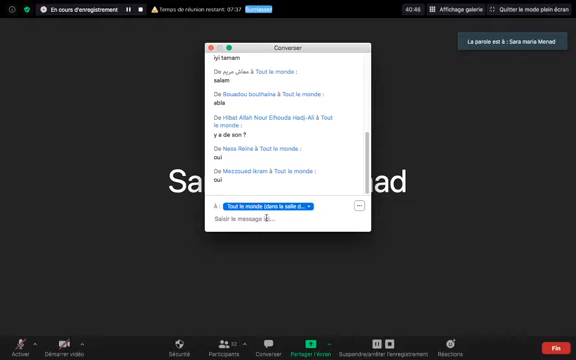 En cours d'enregistrement
Temps de réunion restant: 07:37 Surclasser
40:46 Affichage galerie Quitter le mode plein écran
La parole est à : Sara maria Menad
Converser
iyi tamam
De معاش مريم à Tout le monde :
salam
De Bouadou bouthaina à Tout le monde :
abla
De Hibat Allah Nour Elhouda Hadj-Ali à Tout
le monde :
y a de son ?
De Nass Reine à Tout le monde :
oui
De Mezzoued ikram à Tout le monde :
oui
À : Tout le monde (dans la salle d...
Saisir le message ici...
Sa nad
Activer Démarrer vidéo Sécurité Participants Converser Partager l'écran Suspendre/arrêter l'enregistrement Réactions Fin